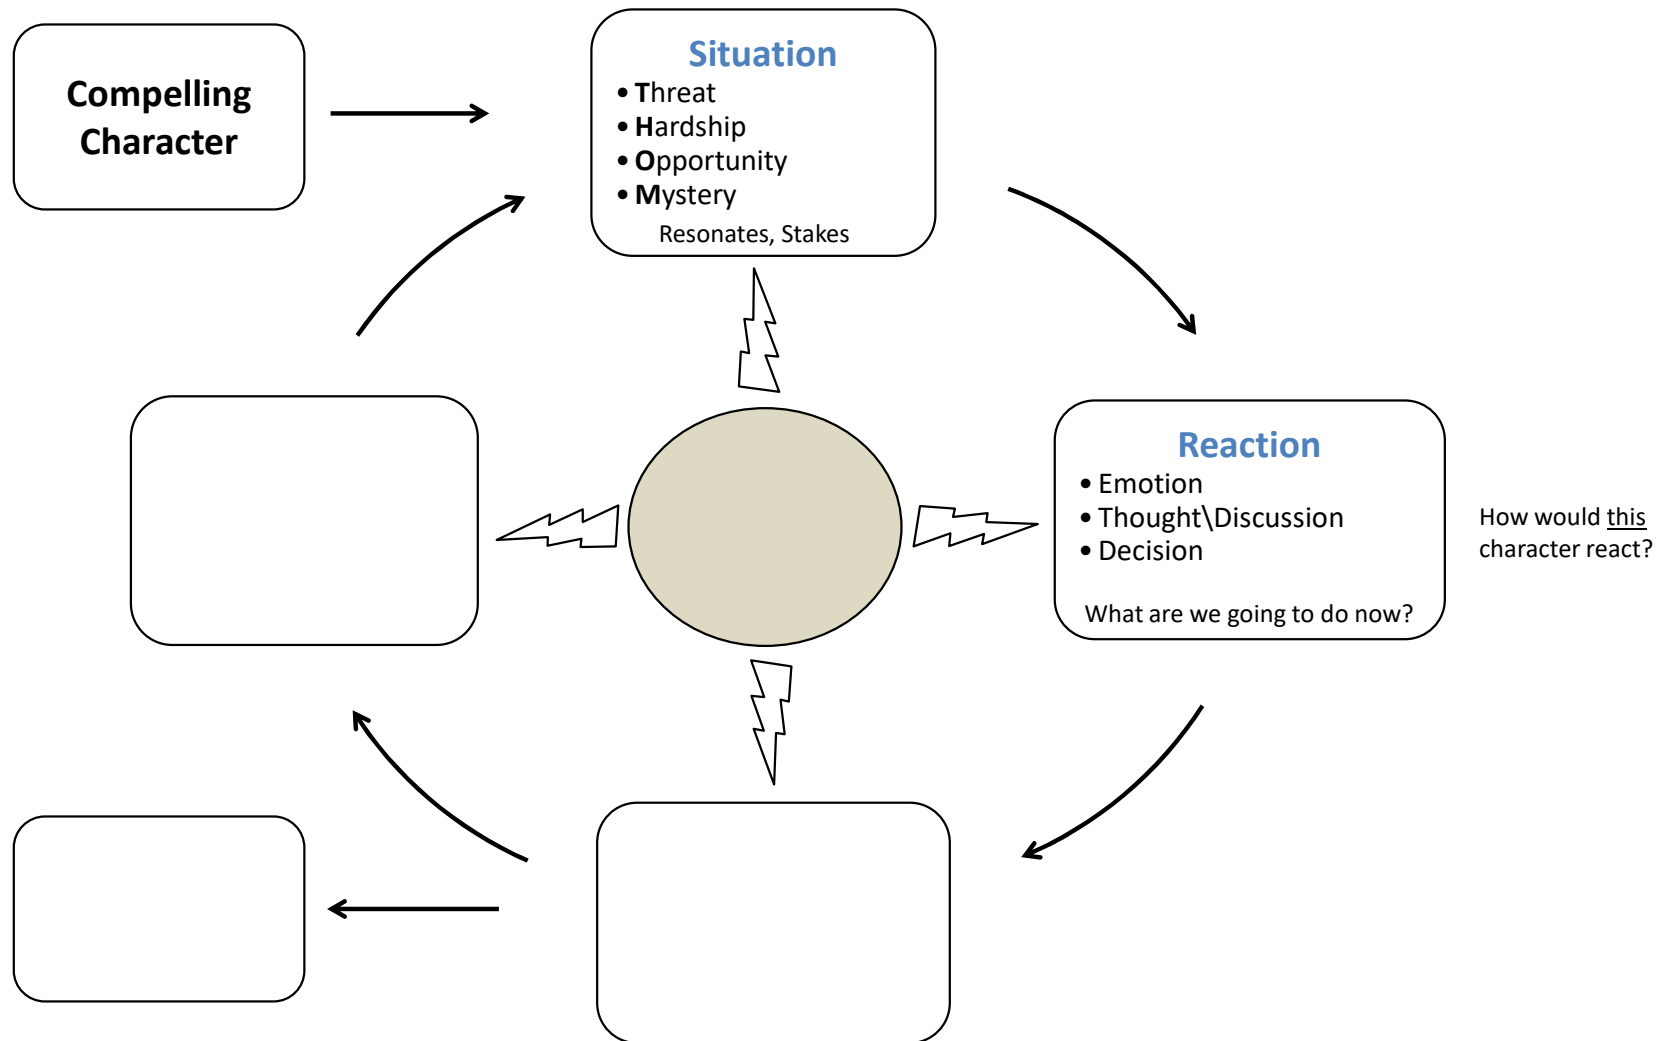 Compelling
Character
Situation
• Threat
• Hardship
• Opportunity
• Mystery
Resonates, Stakes
Reaction
• Emotion
• Thought\Discussion
• Decision
What are we going to do now?
How would this
character react?